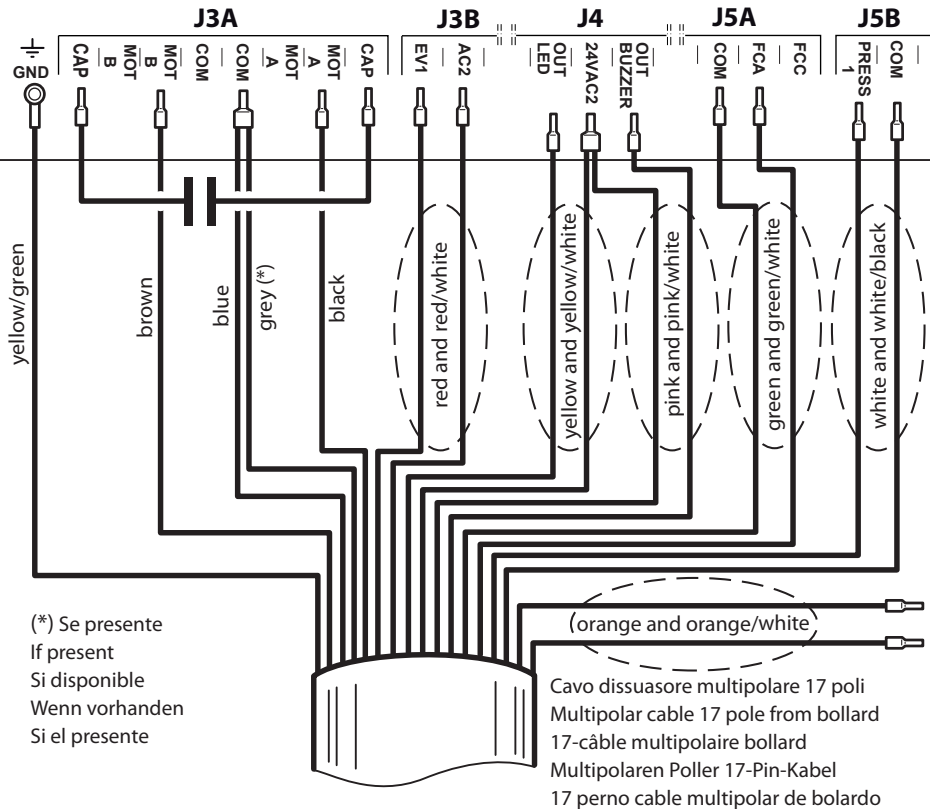 J3A J3B J4 J5A J5B
GND
CAP
MOT B
MOT B
COM
COM
MOT A
MOT A
CAP
EV1
AC2
OUT LED
24VAC2
OUT BUZZER
COM
FCA
FCC
PRESS 1
COM
yellow/green
brown
blue
grey (*)
black
red and red/white
yellow and yellow/white
pink and pink/white
green and green/white
white and white/black
orange and orange/white
(*) Se presente
If present
Si disponible
Wenn vorhanden
Si el presente
Cavo dissuasore multipolare 17 poli
Multipolar cable 17 pole from bollard
17-câble multipolaire bollard
Multipolaren Poller 17-Pin-Kabel
17 perno cable multipolar de bolardo